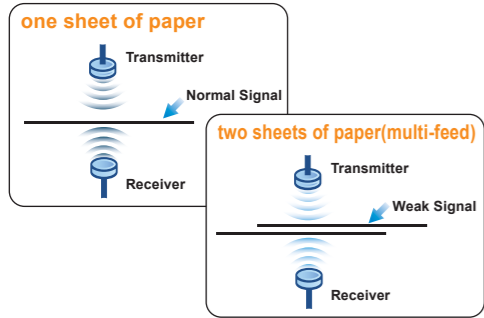 one sheet of paper
Transmitter
Normal Signal
Receiver
two sheets of paper(multi-feed)
Transmitter
Weak Signal
Receiver